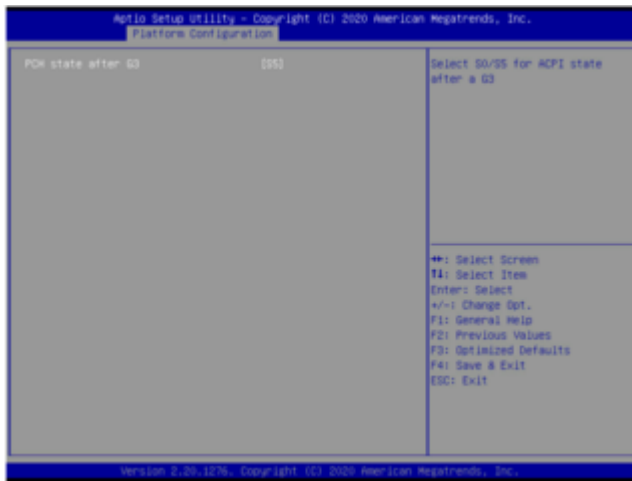 Aptio Setup Utility - Copyright (C) 2020 American Megatrends, Inc.
Platform Configuration
PCH state after G3 [S5]
Select S0/S5 for ACPI state
after a G3
: Select Screen
↑↓: Select Item
Enter: Select
+/-: Change Opt.
F1: General Help
F2: Previous Values
F3: Optimized Defaults
F4: Save & Exit
ESC: Exit
Version 2.20.1276. Copyright (C) 2020 American Megatrends, Inc.